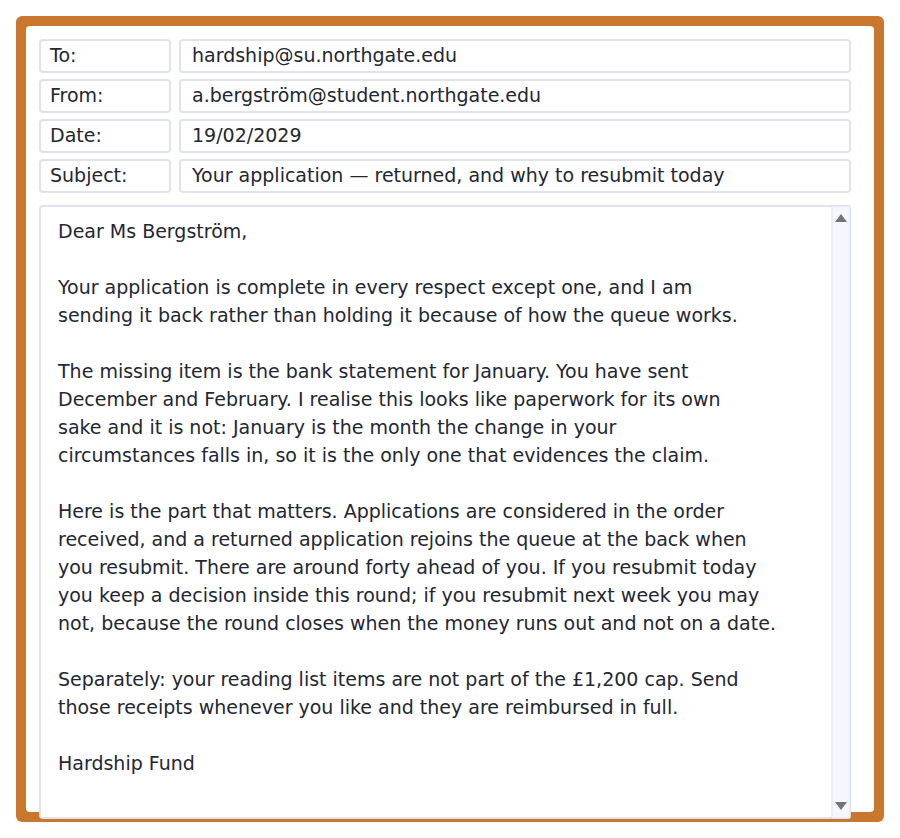 To: hardship@su.northgate.edu
From: a.bergström@student.northgate.edu
Date: 19/02/2029
Subject: Your application — returned, and why to resubmit today
Dear Ms Bergström,
Your application is complete in every respect except one, and I am
sending it back rather than holding it because of how the queue works.
The missing item is the bank statement for January. You have sent
December and February. I realise this looks like paperwork for its own
sake and it is not: January is the month the change in your
circumstances falls in, so it is the only one that evidences the claim.
Here is the part that matters. Applications are considered in the order
received, and a returned application rejoins the queue at the back when
you resubmit. There are around forty ahead of you. If you resubmit today
you keep a decision inside this round; if you resubmit next week you may
not, because the round closes when the money runs out and not on a date.
Separately: your reading list items are not part of the £1,200 cap. Send
those receipts whenever you like and they are reimbursed in full.
Hardship Fund